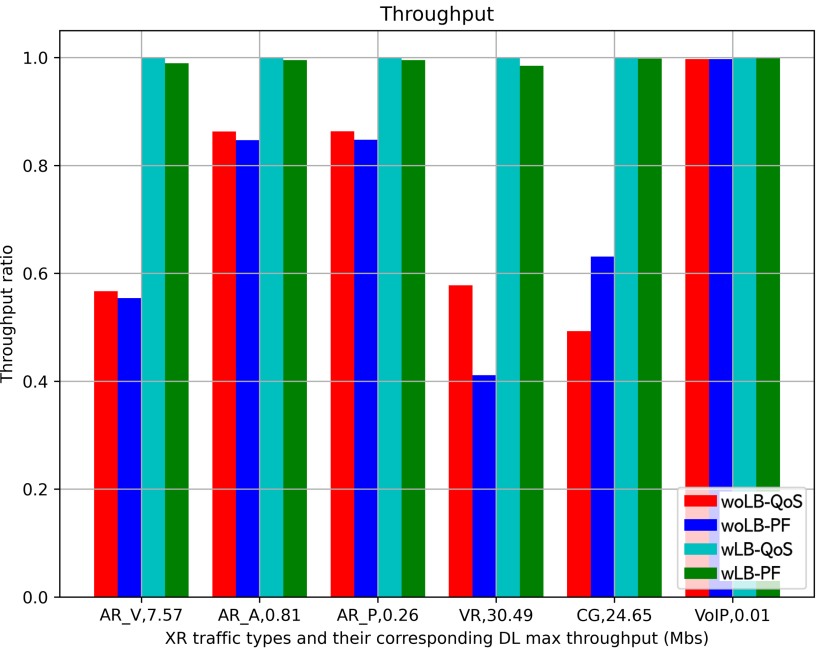 Throughput
1.0
0.8
0.6
0.4
0.2
0.0
Throughput ratio
woLB-QoS
woLB-PF
wLB-QoS
wLB-PF
AR_V,7.57 AR_A,0.81 AR_P,0.26 VR,30.49 CG,24.65 VoIP,0.01
XR traffic types and their corresponding DL max throughput (Mbs)